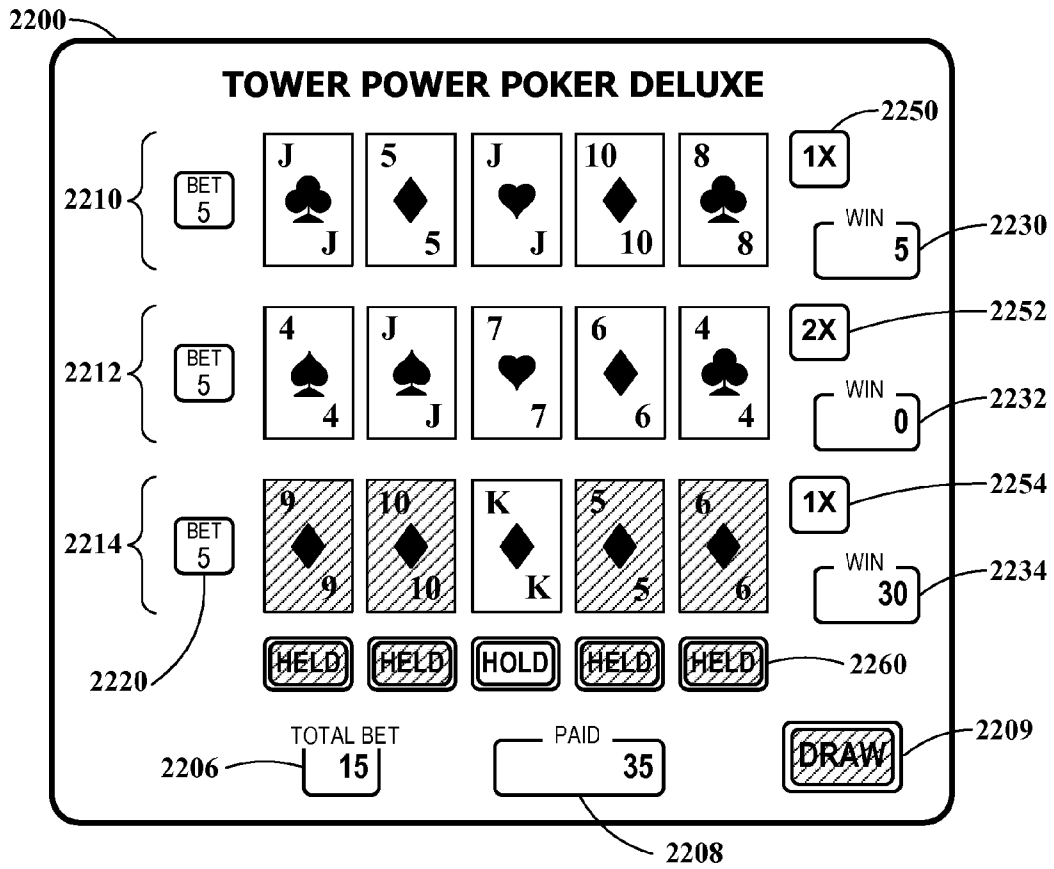 2200
TOWER POWER POKER DELUXE
2250
J 5 J 10 8
1X
2210
BET
5
WIN
5
2230
J 5 J 10 8
2252
4 J 7 6 4
2X
2212
BET
5
WIN
0
2232
4 J 7 6 4
2254
9 10 K 5 6
1X
2214
BET
5
WIN
30
2234
9 10 K 5 6
HELD HELD HOLD HELD HELD
2260
2220
TOTAL BET
15
2206
PAID
35
DRAW
2209
2208